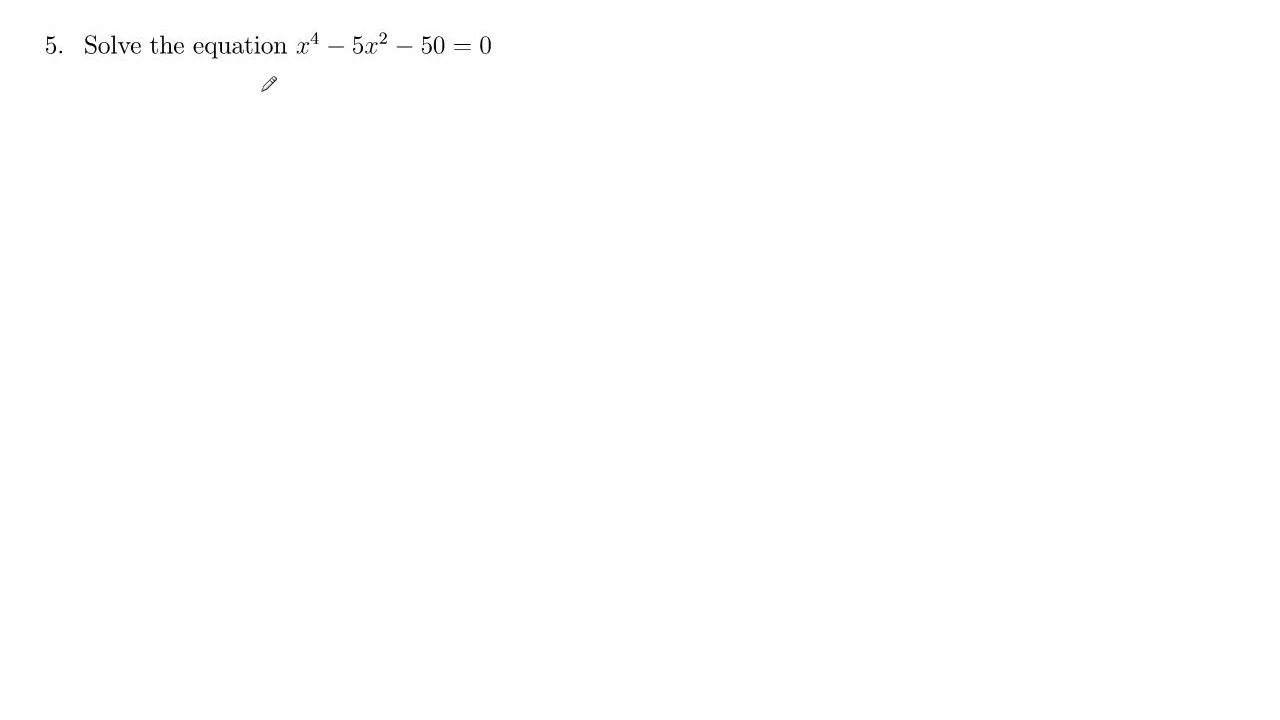 5. Solve the equation x⁴ − 5x² − 50 = 0